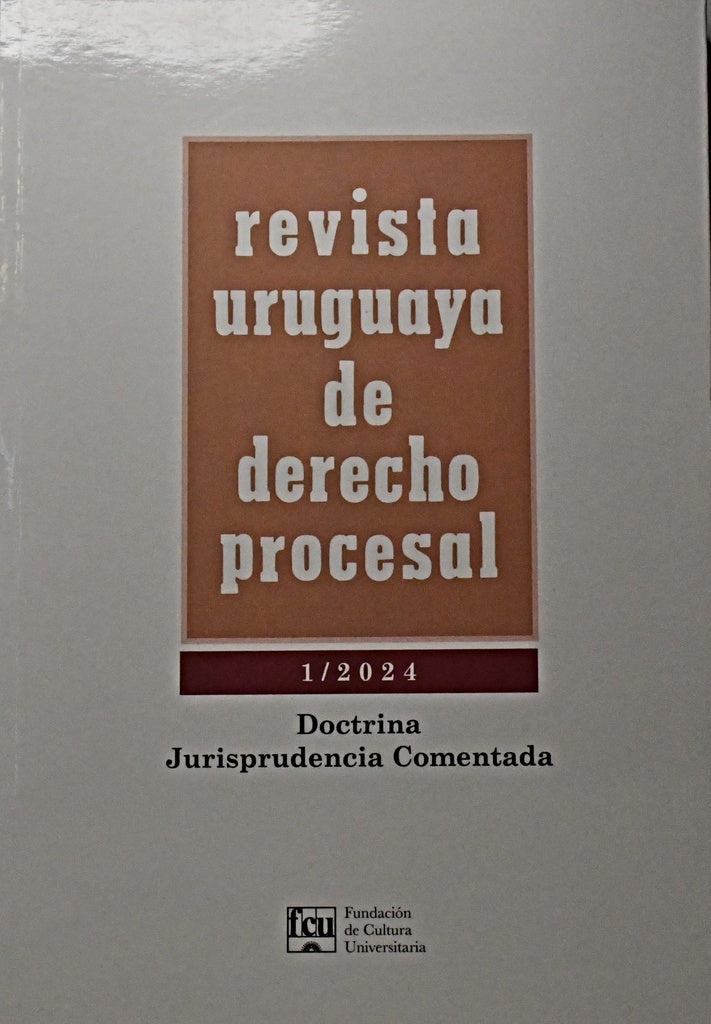 revista
uruguaya
de
derecho
procesal
1/2024
Doctrina
Jurisprudencia Comentada
fcu
Fundación
de Cultura
Universitaria